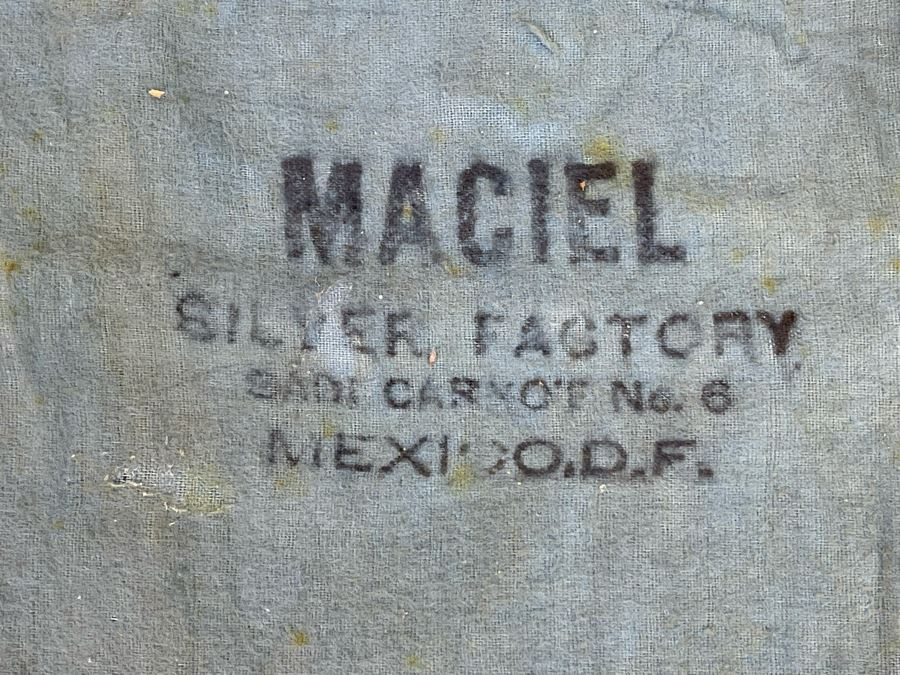 MACIEL
SILVER FACTORY
SADI CARNOT No. 6
MEXICO.D.F.